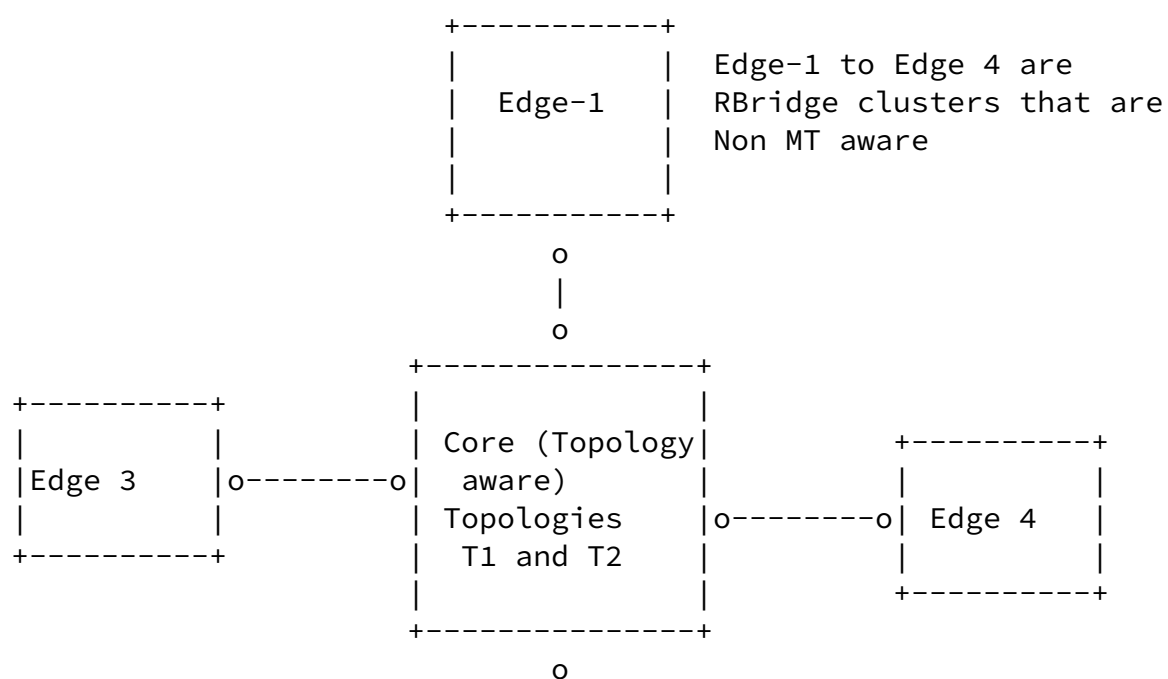 Edge-1 to Edge 4 are
Edge-1 RBridge clusters that are
Non MT aware
Core (Topology
Edge 3 aware)
Topologies Edge 4
T1 and T2